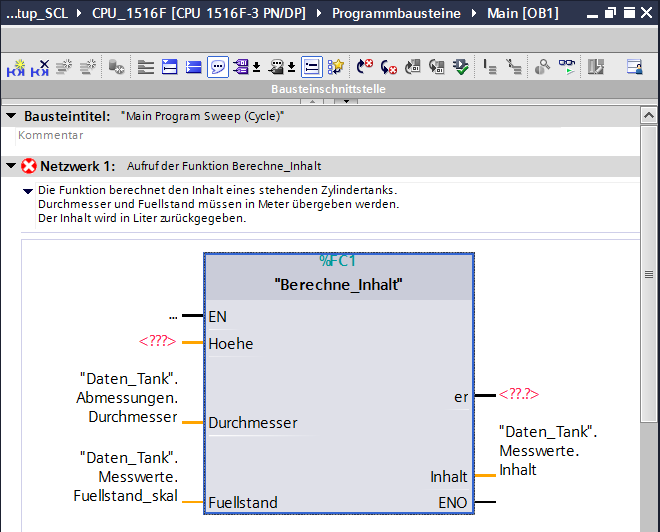 ..tup_SCL ▸ CPU_1516F [CPU 1516F-3 PN/DP] ▸ Programmbausteine ▸ Main [OB1]
Bausteinschnittstelle
Bausteintitel: "Main Program Sweep (Cycle)"
Kommentar
Netzwerk 1: Aufruf der Funktion Berechne_Inhalt
Die Funktion berechnet den Inhalt eines stehenden Zylindertanks.
Durchmesser und Fuellstand müssen in Meter übergeben werden.
Der Inhalt wird in Liter zurückgegeben.
%FC1
"Berechne_Inhalt"
... EN
<???> Hoehe
"Daten_Tank".
Abmessungen.
Durchmesser Durchmesser
"Daten_Tank".
Messwerte.
Fuellstand_skal Fuellstand
er <??.?>
"Daten_Tank".
Messwerte.
Inhalt Inhalt
ENO